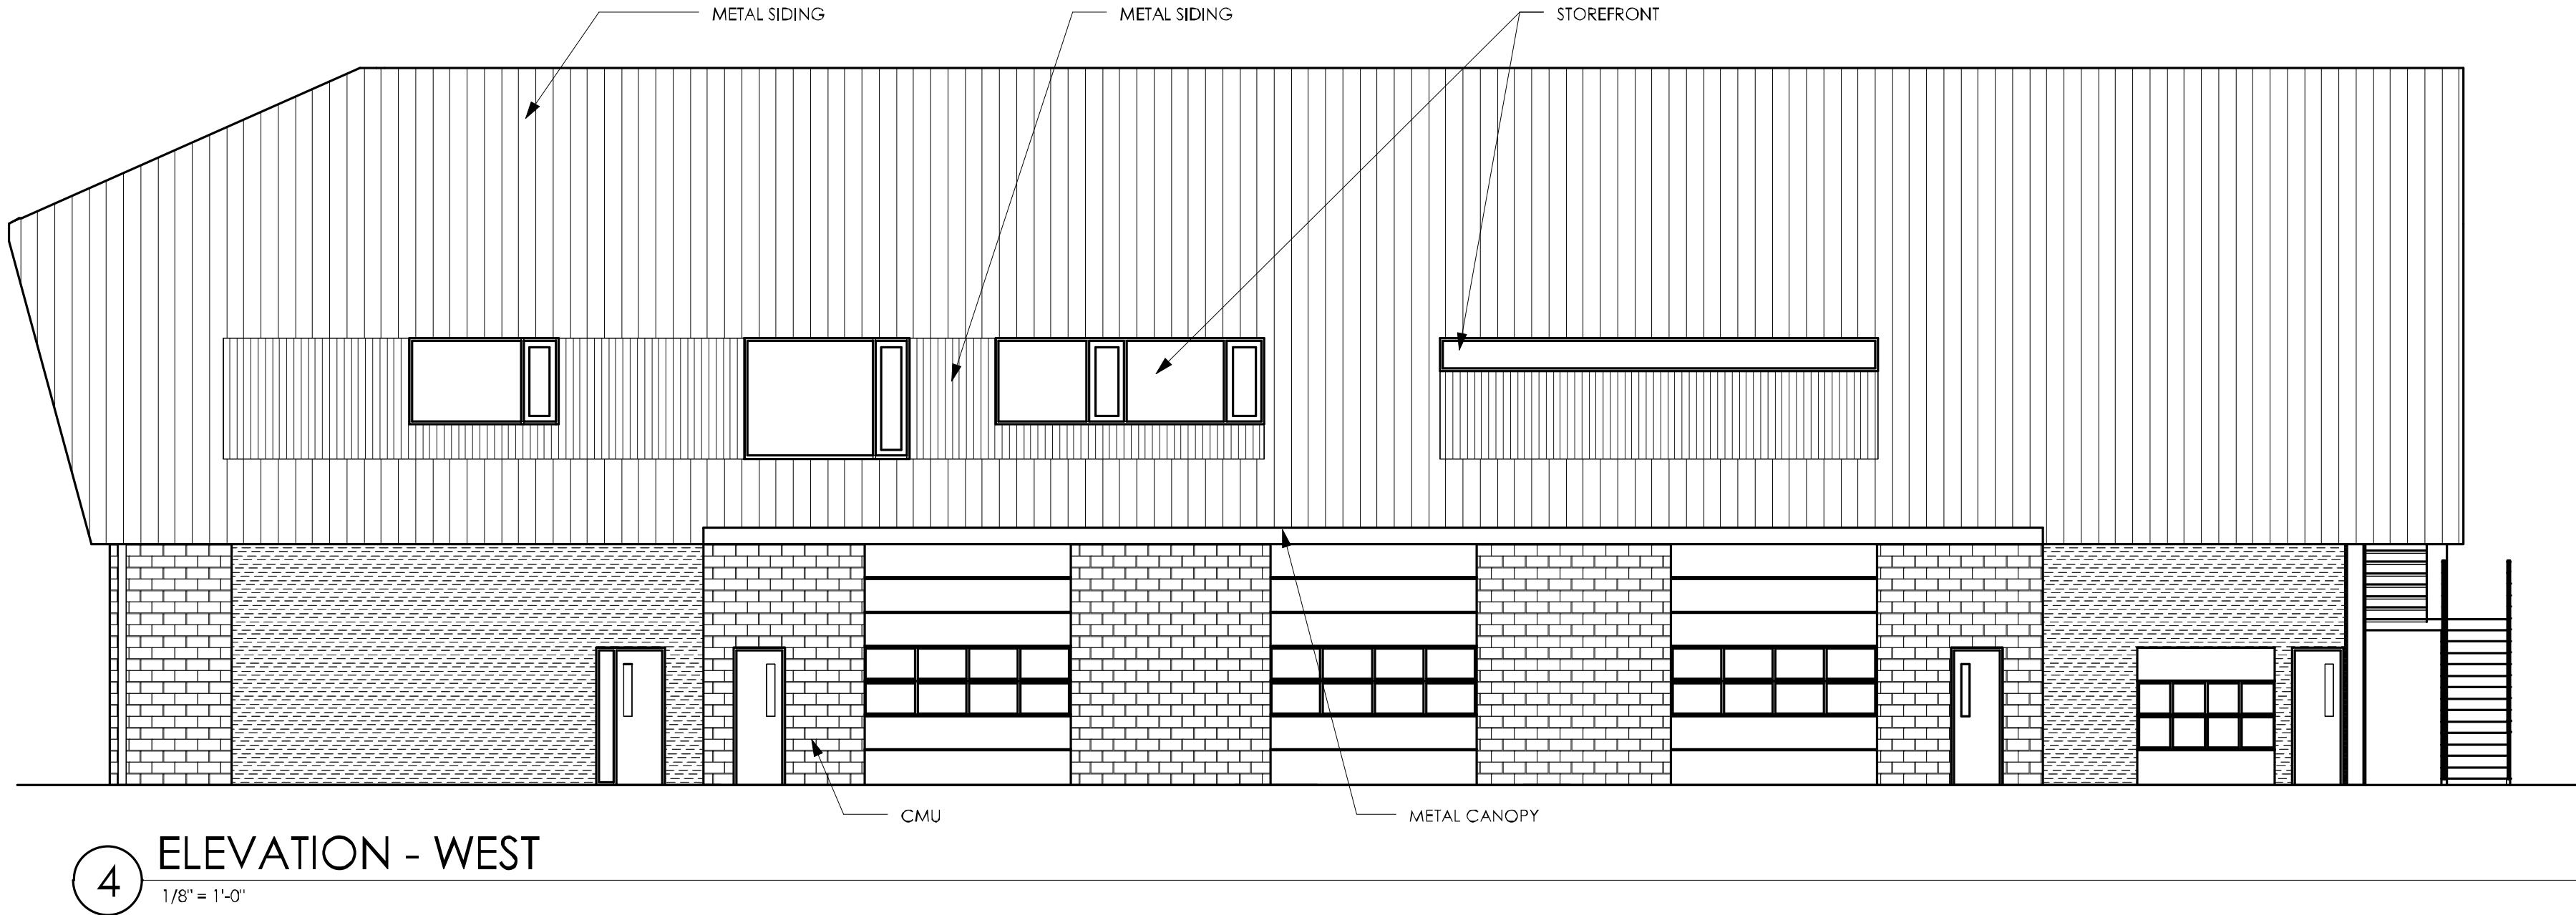 METAL SIDING
METAL SIDING
STOREFRONT
CMU
METAL CANOPY
4
ELEVATION - WEST
1/8" = 1'-0"